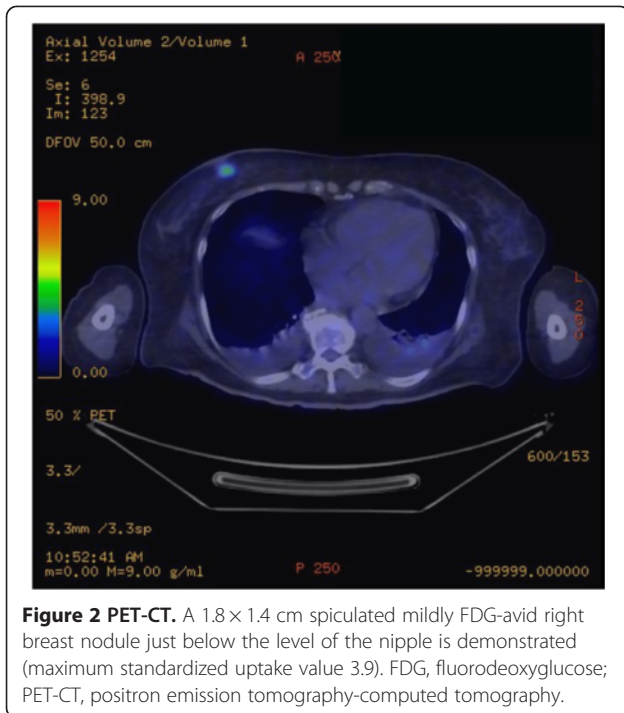 Axial Volume 2/Volume 1
Ex: 1254
A 250
Se: 6
I: 398.9
Im: 123
DFOV 50.0 cm
9.00
0.00
L
50 % PET
3.3/
600/153
3.3mm /3.3sp
10:52:41 AM
m=0.00 M=9.00 g/ml
P 250
-999999.000000
Figure 2 PET-CT. A 1.8 × 1.4 cm spiculated mildly FDG-avid right
breast nodule just below the level of the nipple is demonstrated
(maximum standardized uptake value 3.9). FDG, fluorodeoxyglucose;
PET-CT, positron emission tomography-computed tomography.